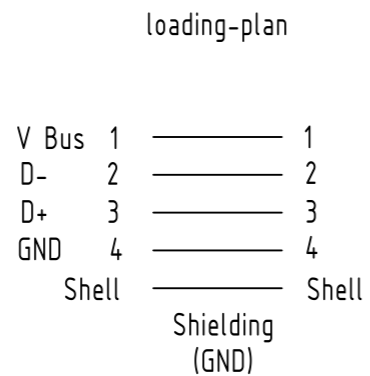 loading-plan
V Bus 1 1
D- 2 2
D+ 3 3
GND 4 4
Shell Shell
Shielding
(GND)